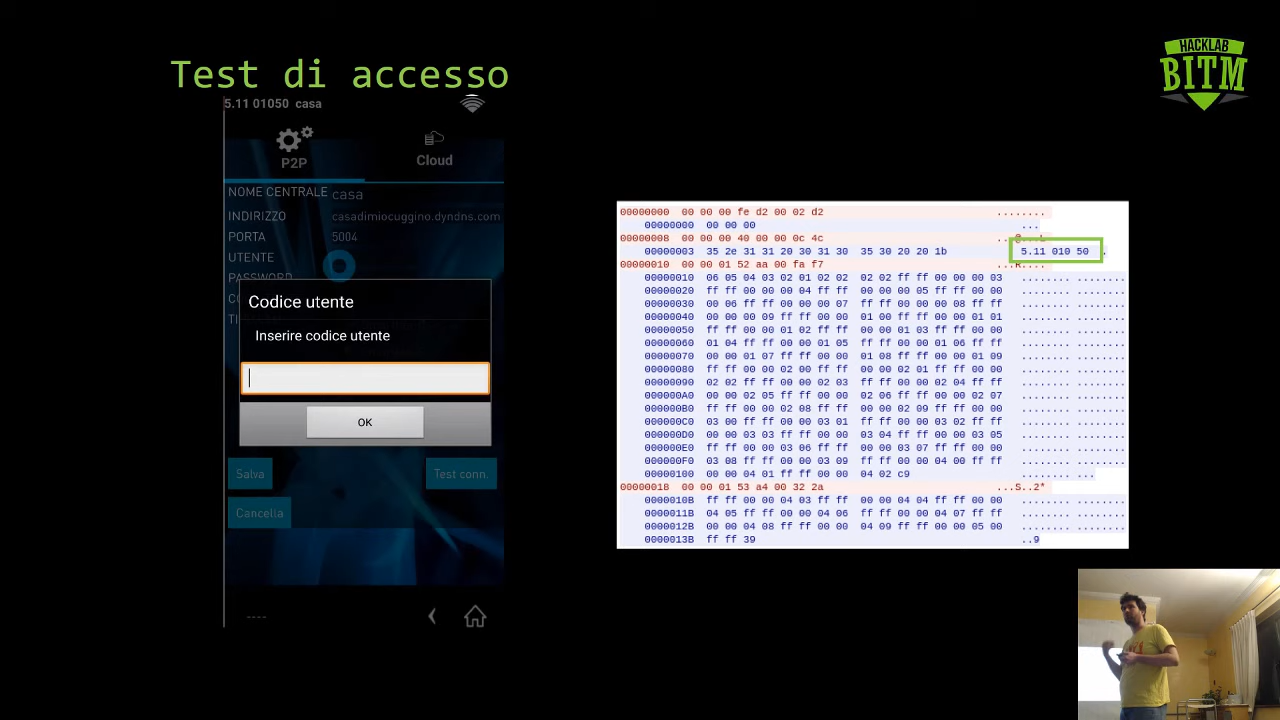 Test di accesso
HACKLAB
BITM
5.11 01050 casa
P2P
Cloud
NOME CENTRALE casa
INDIRIZZO casadimiocuggino.dyndns.com
PORTA 5004
UTENTE
PASSWORD
Codice utente
Inserire codice utente
OK
Salva
Test conn.
Cancella
----
00000000 00 00 00 fe d2 00 02 d2 ........
00000000 00 00 00 ...
00000008 00 00 00 40 00 00 0c 4c ...@...L
00000003 35 2e 31 31 20 30 31 30 35 30 20 20 1b 5.11 010 50 .
00000010 00 00 01 52 aa 00 fa f7 ...R....
00000010 06 05 04 03 02 01 02 02 02 02 ff ff 00 00 00 03 ........ ........
00000020 ff ff 00 00 00 04 ff ff 00 00 00 05 ff ff 00 00 ........ ........
00000030 00 06 ff ff 00 00 00 07 ff ff 00 00 00 08 ff ff ........ ........
00000040 00 00 00 09 ff ff 00 00 01 00 ff ff 00 00 01 01 ........ ........
00000050 ff ff 00 00 01 02 ff ff 00 00 01 03 ff ff 00 00 ........ ........
00000060 01 04 ff ff 00 00 01 05 ff ff 00 00 01 06 ff ff ........ ........
00000070 00 00 01 07 ff ff 00 00 01 08 ff ff 00 00 01 09 ........ ........
00000080 ff ff 00 00 02 00 ff ff 00 00 02 01 ff ff 00 00 ........ ........
00000090 02 02 ff ff 00 00 02 03 ff ff 00 00 02 04 ff ff ........ ........
000000A0 00 00 02 05 ff ff 00 00 02 06 ff ff 00 00 02 07 ........ ........
000000B0 ff ff 00 00 02 08 ff ff 00 00 02 09 ff ff 00 00 ........ ........
000000C0 03 00 ff ff 00 00 03 01 ff ff 00 00 03 02 ff ff ........ ........
000000D0 00 00 03 03 ff ff 00 00 03 04 ff ff 00 00 03 05 ........ ........
000000E0 ff ff 00 00 03 06 ff ff 00 00 03 07 ff ff 00 00 ........ ........
000000F0 03 08 ff ff 00 00 03 09 ff ff 00 00 04 00 ff ff ........ ........
00000100 00 00 04 01 ff ff 00 00 04 02 c9 ........ ...
00000018 00 00 01 53 a4 00 32 2a ...S..2*
0000010B ff ff 00 00 04 03 ff ff 00 00 04 04 ff ff 00 00 ........ ........
0000011B 04 05 ff ff 00 00 04 06 ff ff 00 00 04 07 ff ff ........ ........
0000012B 00 00 04 08 ff ff 00 00 04 09 ff ff 00 00 05 00 ........ ........
0000013B ff ff 39 ..9